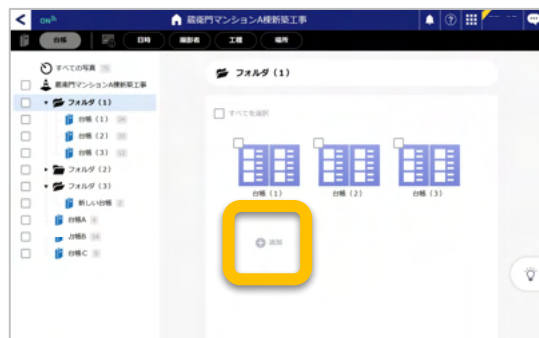 ON
蔵衛門マンションA棟新築工事
台帳 日時 撮影者 工種 場所
すべての写真
蔵衛門マンションA棟新築工事
フォルダ（1）
台帳（1）
台帳（2）
台帳（3）
フォルダ（2）
フォルダ（3）
新しい台帳
台帳A
台帳B
台帳C
フォルダ（1）
すべてを選択
台帳（1） 台帳（2） 台帳（3）
追加